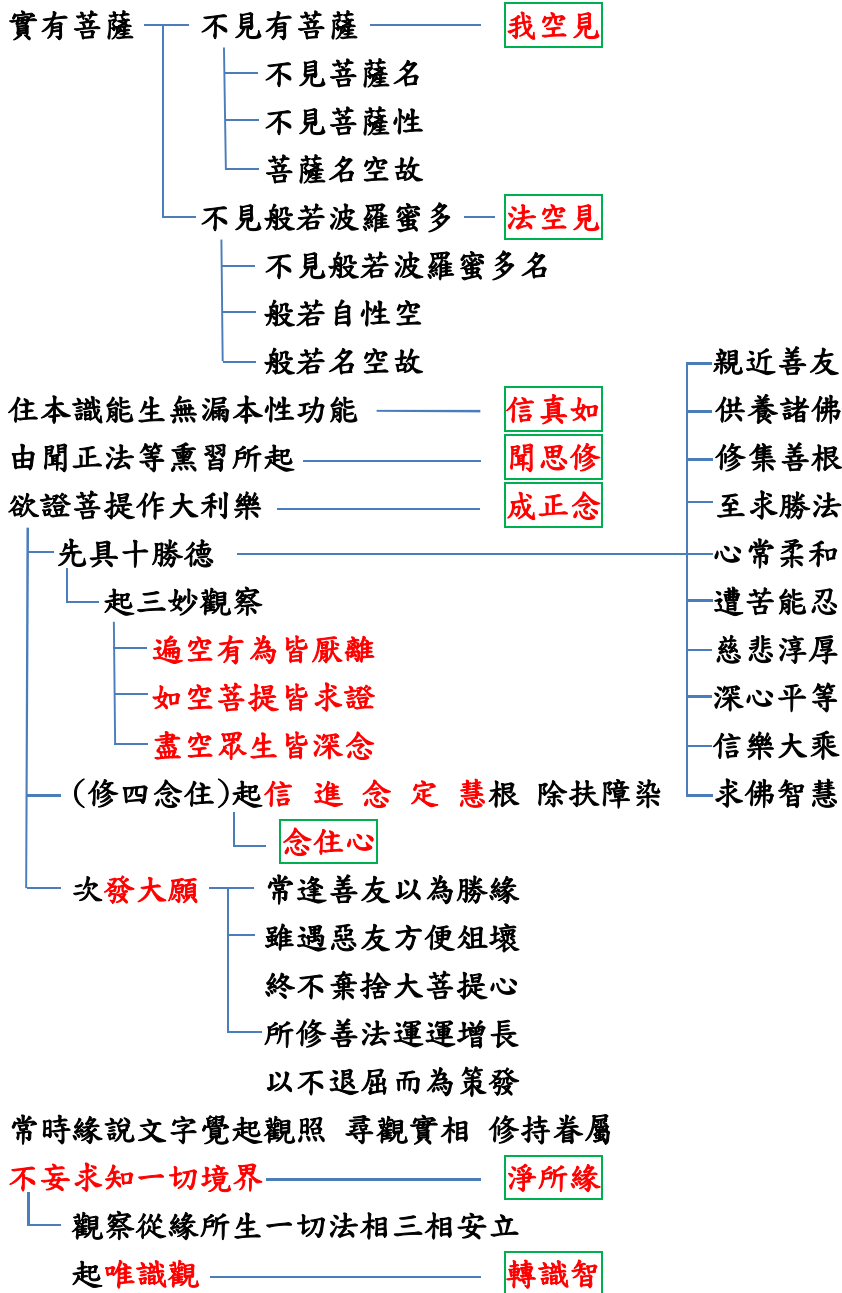 實有菩薩 不見有菩薩 我空見
不見菩薩名
不見菩薩性
菩薩名空故
不見般若波羅蜜多 法空見
不見般若波羅蜜多名
般若自性空
般若名空故
親近善友
住本識能生無漏本性功能 信真如
供養諸佛
由聞正法等熏習所起 聞思修
修集善根
欲證菩提作大利樂 成正念
至求勝法
先具十勝德
心常柔和
起三妙觀察
遭苦能忍
遍空有為皆厭離
慈悲淳厚
如空菩提皆求證
深心平等
盡空眾生皆深念
信樂大乘
(修四念住)起信 進 念 定 慧根 除扶障染
求佛智慧
念住心
次發大願 常逢善友以為勝緣
雖遇惡友方便俎壞
終不棄捨大菩提心
所修善法運運增長
以不退屈而為策發
常時緣說文字覺起觀照 尋觀實相 修持眷屬
不妄求知一切境界 淨所緣
觀察從緣所生一切法相三相安立
起唯識觀 轉識智